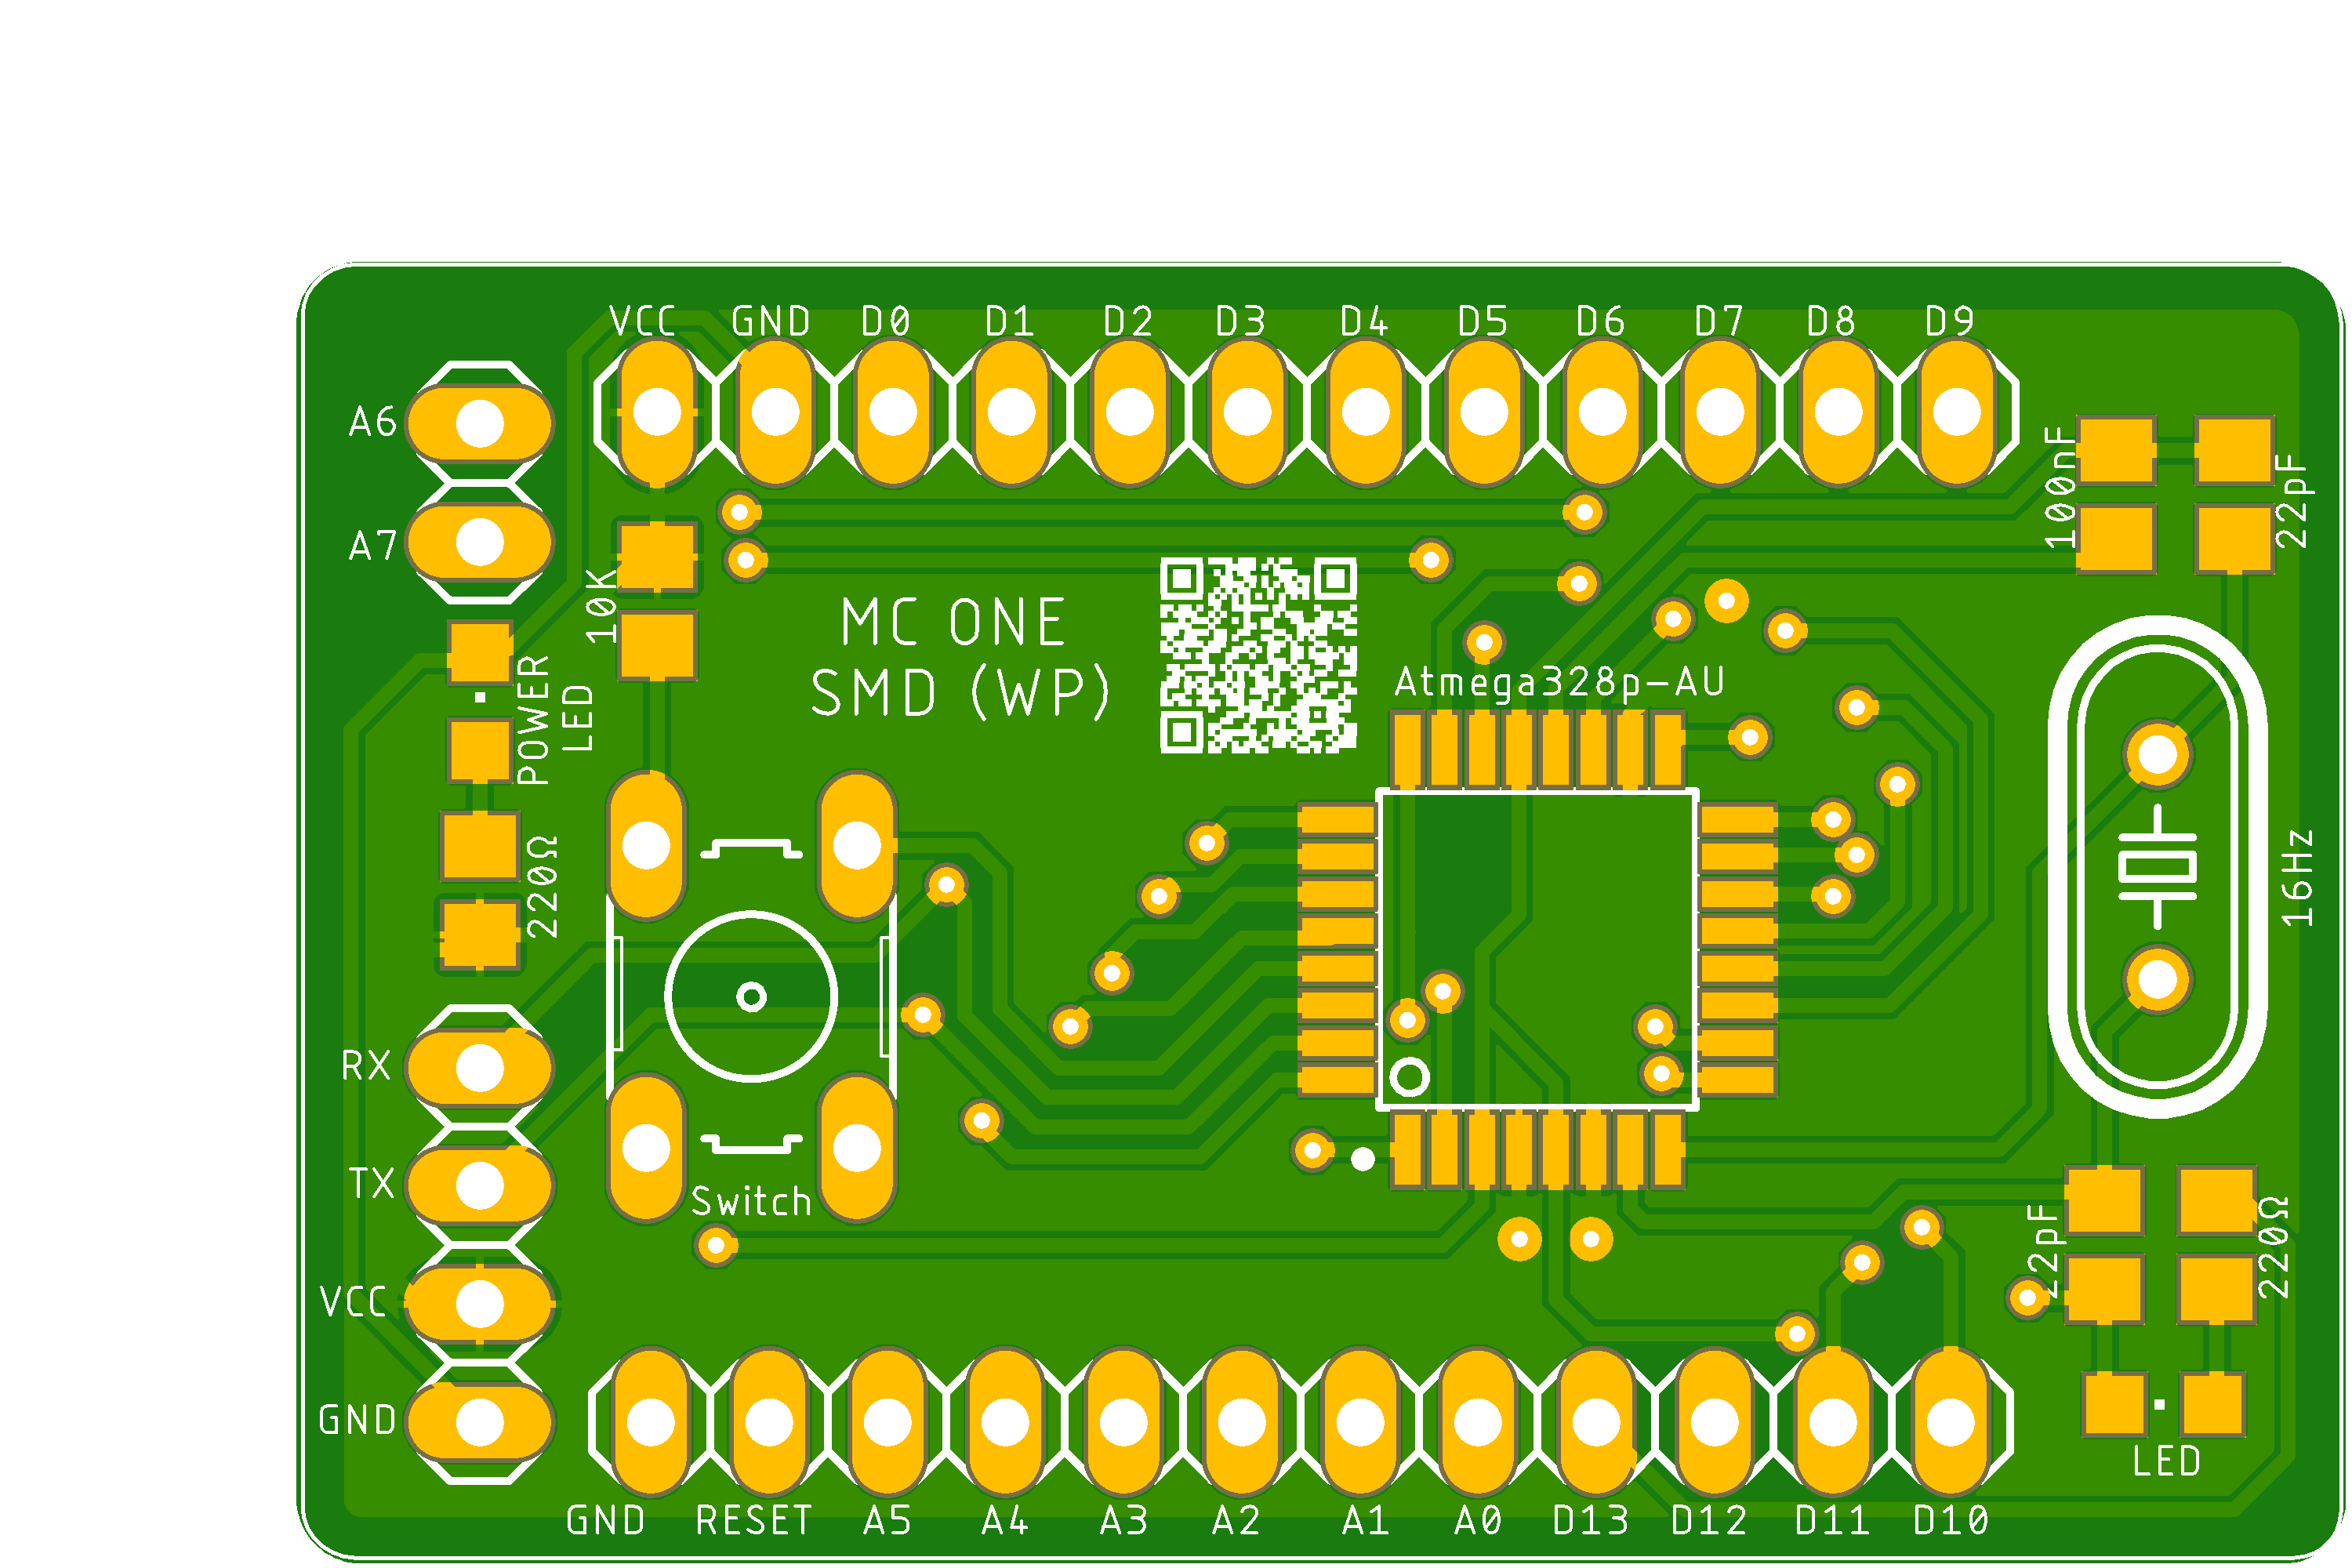 VCC GND D0 D1 D2 D3 D4 D5 D6 D7 D8 D9
A6
A7
100nF
22pF
10K
MC ONE
SMD (WP)
Atmega328p-AU
POWER
LED
220Ω
16Hz
RX
TX
VCC
GND
Switch
22pF
220Ω
LED
GND RESET A5 A4 A3 A2 A1 A0 D13 D12 D11 D10